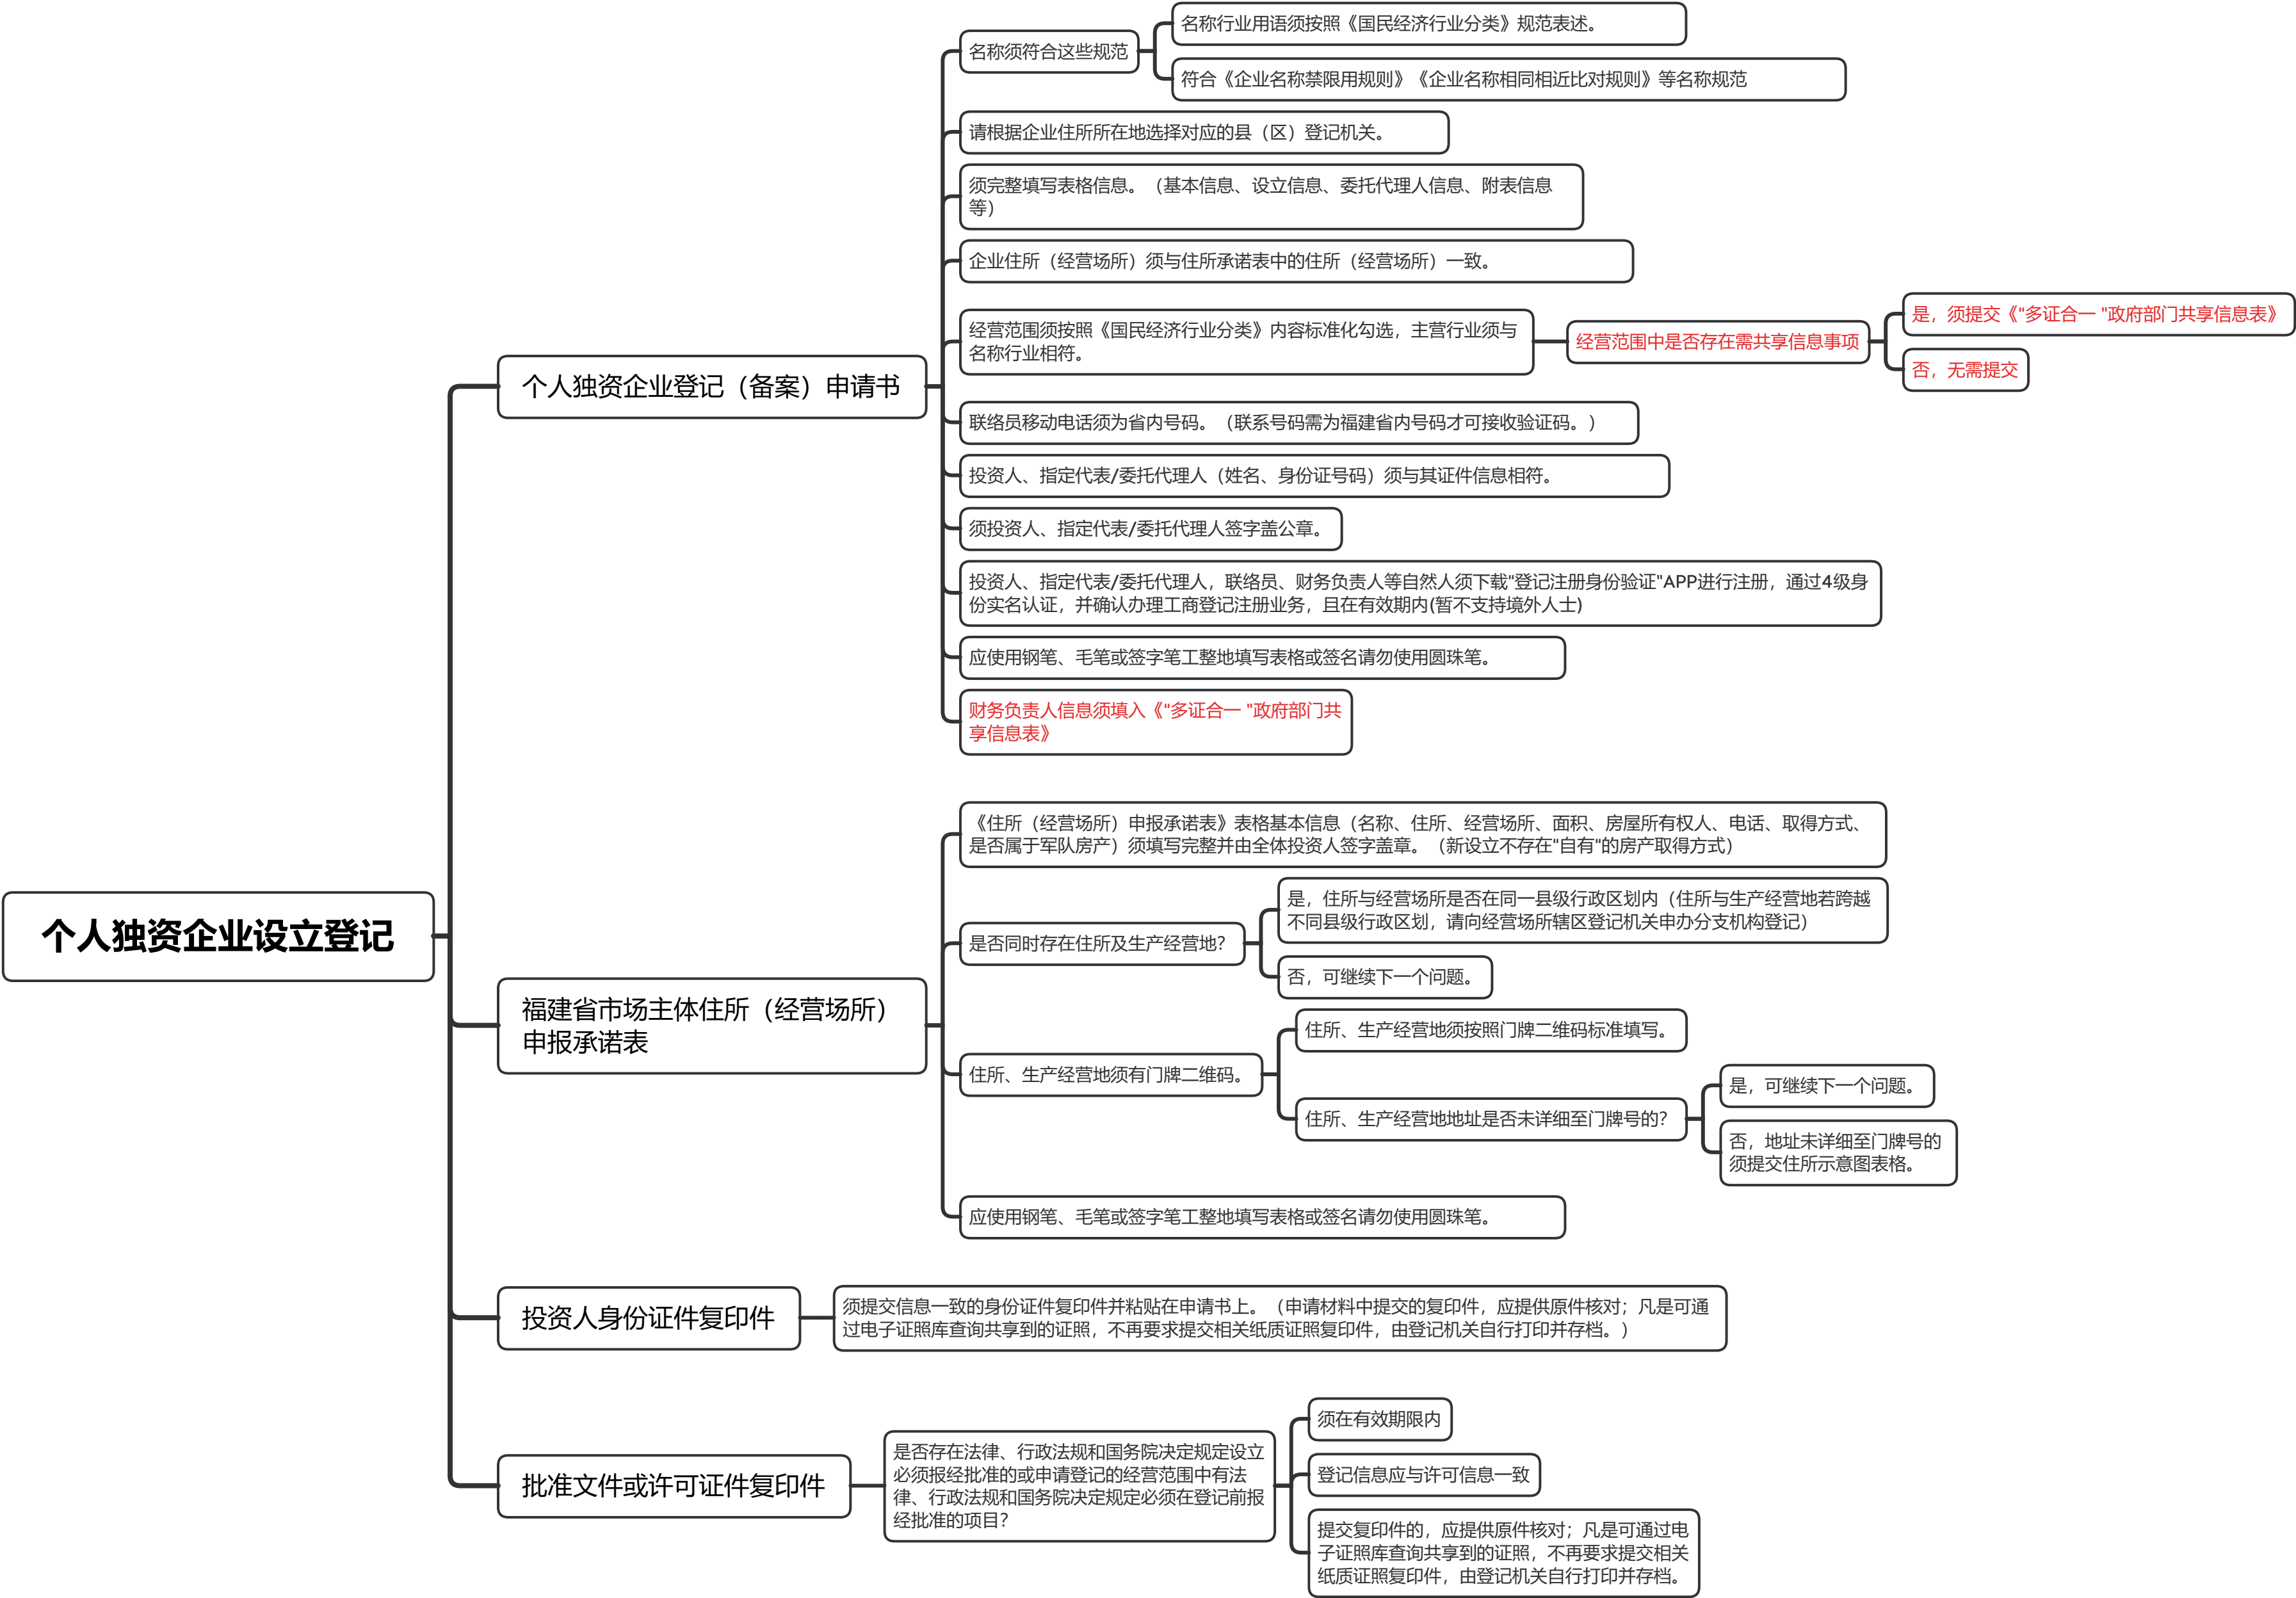 个人独资企业设立登记
个人独资企业登记（备案）申请书
名称须符合这些规范
名称行业用语须按照《国民经济行业分类》规范表述。
符合《企业名称禁限用规则》《企业名称相同相近比对规则》等名称规范
请根据企业住所所在地选择对应的县（区）登记机关。
须完整填写表格信息。（基本信息、设立信息、委托代理人信息、附表信息
等）
企业住所（经营场所）须与住所承诺表中的住所（经营场所）一致。
经营范围须按照《国民经济行业分类》内容标准化勾选，主营行业须与
名称行业相符。
经营范围中是否存在需共享信息事项
是，须提交《"多证合一 "政府部门共享信息表》
否，无需提交
联络员移动电话须为省内号码。（联系号码需为福建省内号码才可接收验证码。）
投资人、指定代表/委托代理人（姓名、身份证号码）须与其证件信息相符。
须投资人、指定代表/委托代理人签字盖公章。
投资人、指定代表/委托代理人，联络员、财务负责人等自然人须下载"登记注册身份验证"APP进行注册，通过4级身
份实名认证，并确认办理工商登记注册业务，且在有效期内(暂不支持境外人士)
应使用钢笔、毛笔或签字笔工整地填写表格或签名请勿使用圆珠笔。
财务负责人信息须填入《"多证合一 "政府部门共
享信息表》
福建省市场主体住所（经营场所）
申报承诺表
《住所（经营场所）申报承诺表》表格基本信息（名称、住所、经营场所、面积、房屋所有权人、电话、取得方式、
是否属于军队房产）须填写完整并由全体投资人签字盖章。（新设立不存在"自有"的房产取得方式）
是否同时存在住所及生产经营地？
是，住所与经营场所是否在同一县级行政区划内（住所与生产经营地若跨越
不同县级行政区划，请向经营场所辖区登记机关申办分支机构登记）
否，可继续下一个问题。
住所、生产经营地须有门牌二维码。
住所、生产经营地须按照门牌二维码标准填写。
住所、生产经营地地址是否未详细至门牌号的？
是，可继续下一个问题。
否，地址未详细至门牌号的
须提交住所示意图表格。
应使用钢笔、毛笔或签字笔工整地填写表格或签名请勿使用圆珠笔。
投资人身份证件复印件
须提交信息一致的身份证件复印件并粘贴在申请书上。（申请材料中提交的复印件，应提供原件核对；凡是可通
过电子证照库查询共享到的证照，不再要求提交相关纸质证照复印件，由登记机关自行打印并存档。）
批准文件或许可证件复印件
是否存在法律、行政法规和国务院决定规定设立
必须报经批准的或申请登记的经营范围中有法
律、行政法规和国务院决定规定必须在登记前报
经批准的项目？
须在有效期限内
登记信息应与许可信息一致
提交复印件的，应提供原件核对；凡是可通过电
子证照库查询共享到的证照，不再要求提交相关
纸质证照复印件，由登记机关自行打印并存档。